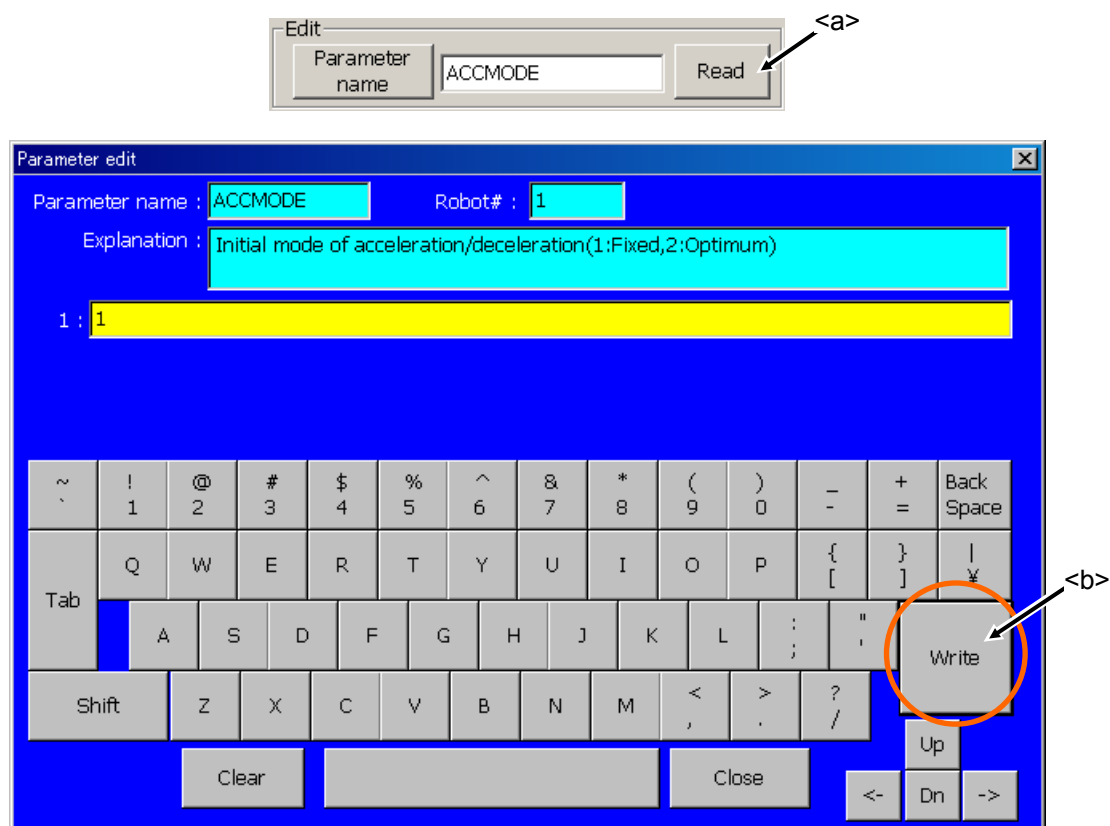 <a>
Edit
Parameter name
ACCMODE
Read
Parameter edit
Parameter name : ACCMODE Robot# : 1
Explanation : Initial mode of acceleration/deceleration(1:Fixed,2:Optimum)
1 : 1
~ ! @ # $ % ^ & * ( ) _ + Back
` 1 2 3 4 5 6 7 8 9 0 - = Space
Q W E R T Y U I O P { } |
[ ] ¥
<b>
Tab
A S D F G H J K L : "
; '
Write
Shift Z X C V B N M < > ?
, . /
Up
Clear Close
<- Dn ->